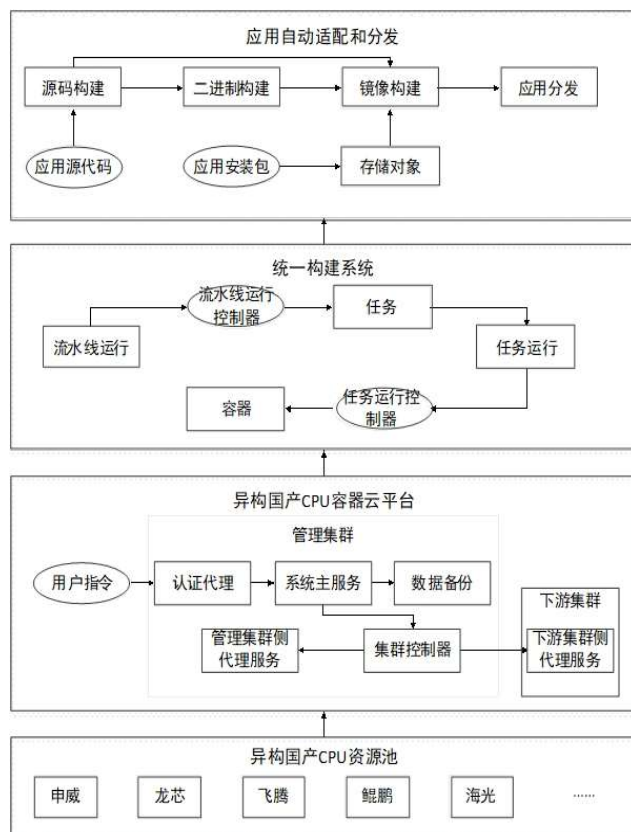 应用自动适配和分发
源码构建
二进制构建
镜像构建
应用分发
应用源代码
应用安装包
存储对象
统一构建系统
流水线运行
控制器
任务
流水线运行
任务运行
容器
任务运行控
制器
异构国产CPU容器云平台
管理集群
用户指令
认证代理
系统主服务
数据备份
下游集群
管理集群侧
代理服务
集群控制器
下游集群侧
代理服务
异构国产CPU资源池
申威
龙芯
飞腾
鲲鹏
海光
……